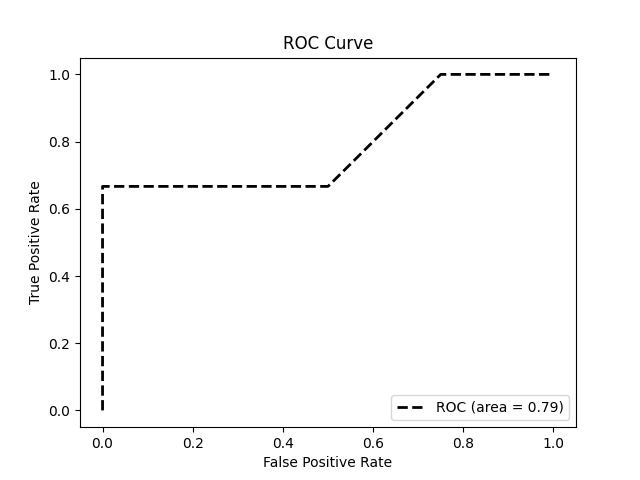 ROC Curve
True Positive Rate
1.0
0.8
0.6
0.4
0.2
0.0
ROC (area = 0.79)
0.0 0.2 0.4 0.6 0.8 1.0
False Positive Rate